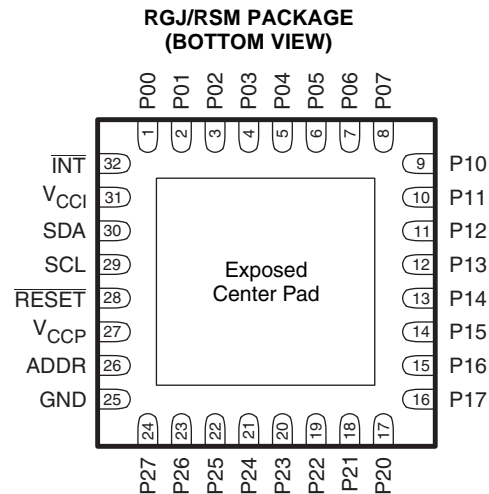 RGJ/RSM PACKAGE
(BOTTOM VIEW)
P00 P01 P02 P03 P04 P05 P06 P07
1 2 3 4 5 6 7 8
INT 32 9 P10
VCCI 31 10 P11
SDA 30 11 P12
SCL 29 12 P13
RESET 28 13 P14
VCCP 27 14 P15
ADDR 26 15 P16
GND 25 16 P17
Exposed
Center Pad
24 23 22 21 20 19 18 17
P27 P26 P25 P24 P23 P22 P21 P20